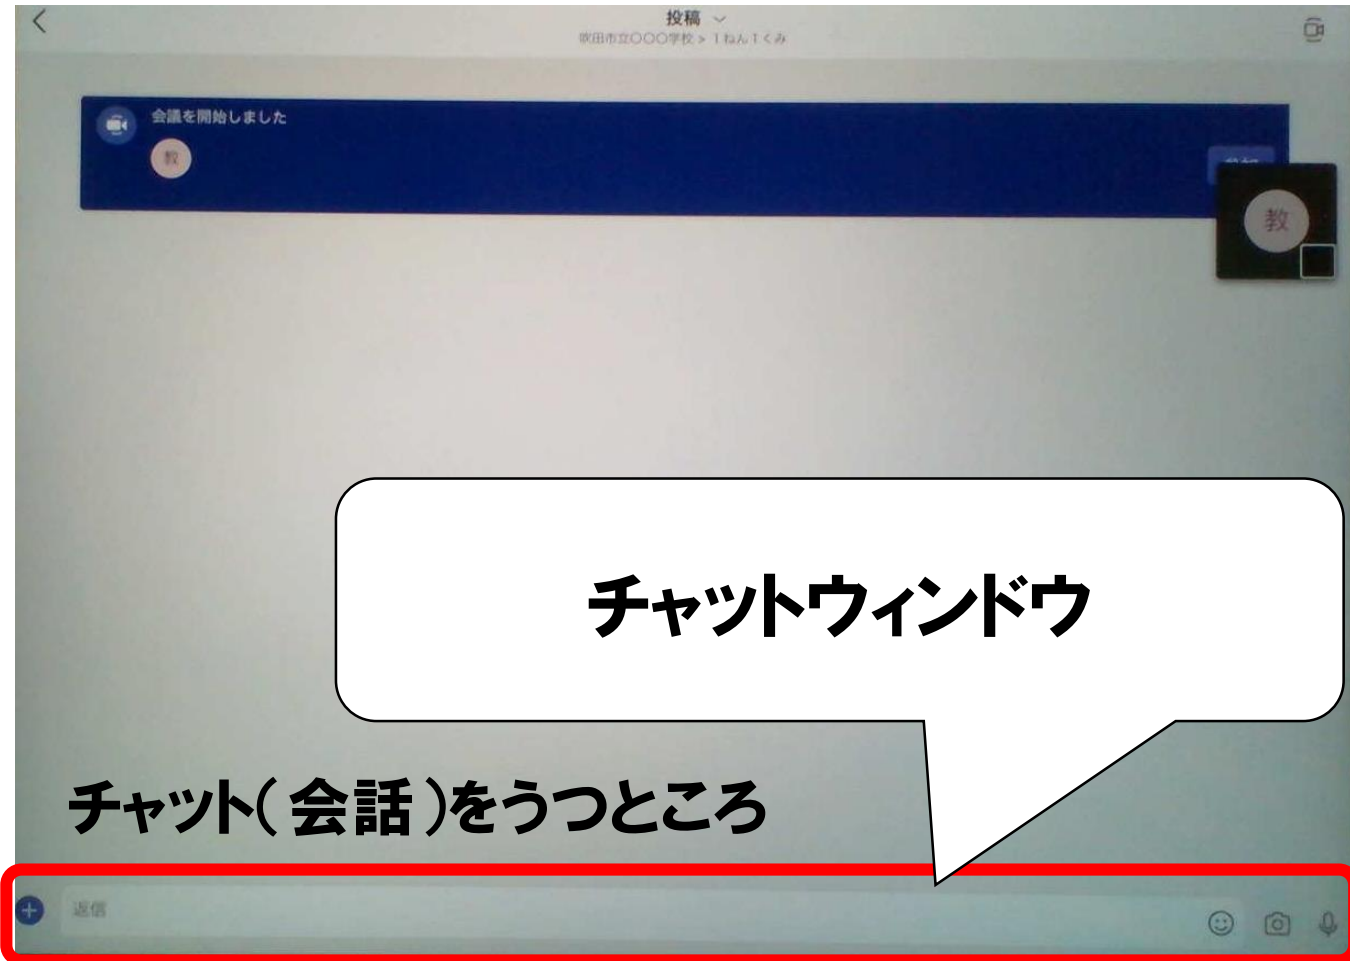 投稿
吹田市立〇〇〇学校 > 1ねん1くみ
会議を開始しました
教
教
チャットウィンドウ
チャット(会話)をうつところ
返信